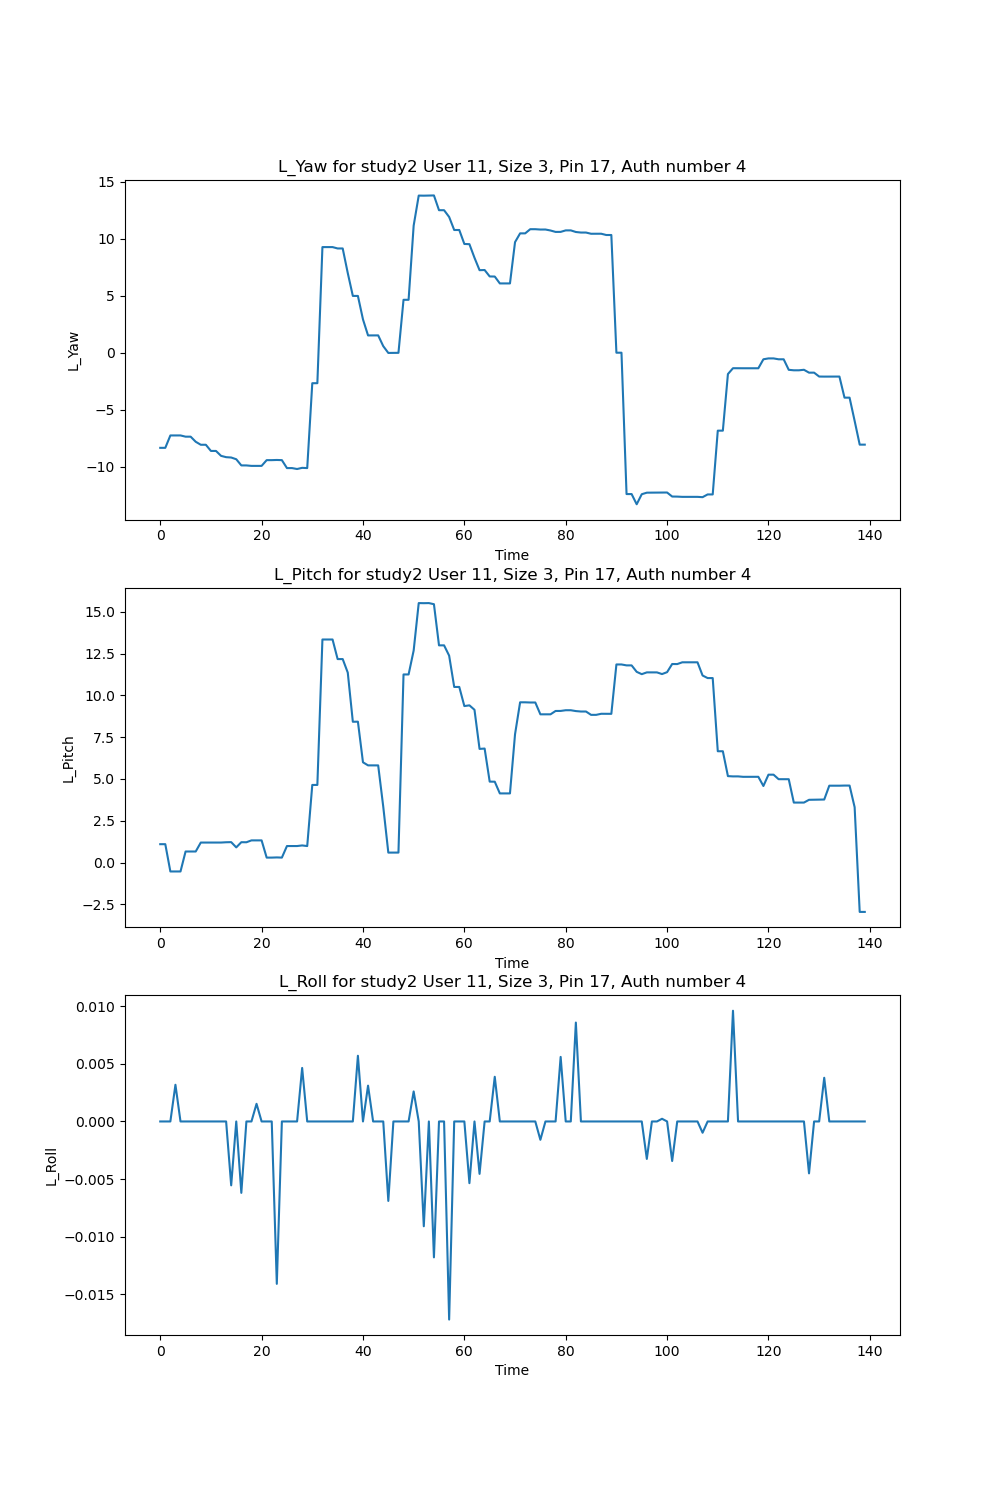 L_Yaw for study2 User 11, Size 3, Pin 17, Auth number 4
15
10
5
0
−5
−10
L_Yaw
0 20 40 60 80 100 120 140
Time
L_Pitch for study2 User 11, Size 3, Pin 17, Auth number 4
15.0
12.5
10.0
7.5
5.0
2.5
0.0
−2.5
L_Pitch
0 20 40 60 80 100 120 140
Time
L_Roll for study2 User 11, Size 3, Pin 17, Auth number 4
0.010
0.005
0.000
−0.005
−0.010
−0.015
L_Roll
0 20 40 60 80 100 120 140
Time